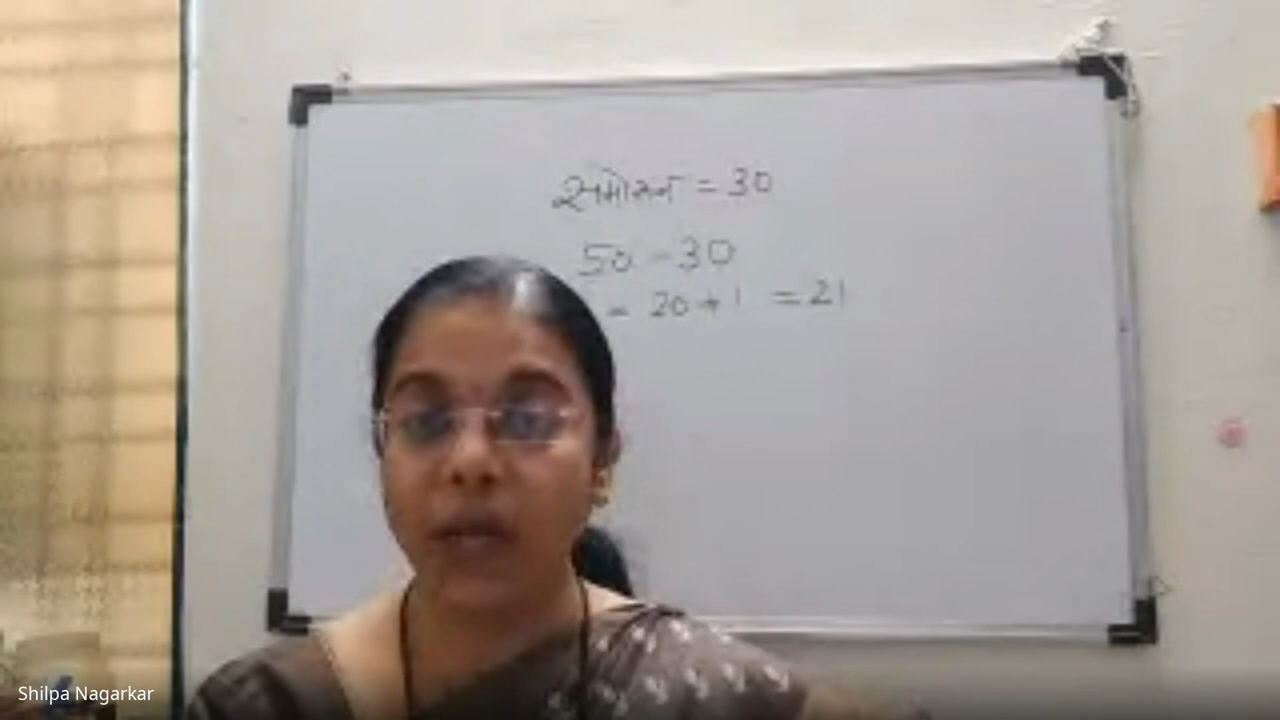 = 30
50 - 30
= 20 + 1 = 21
Shilpa Nagarkar